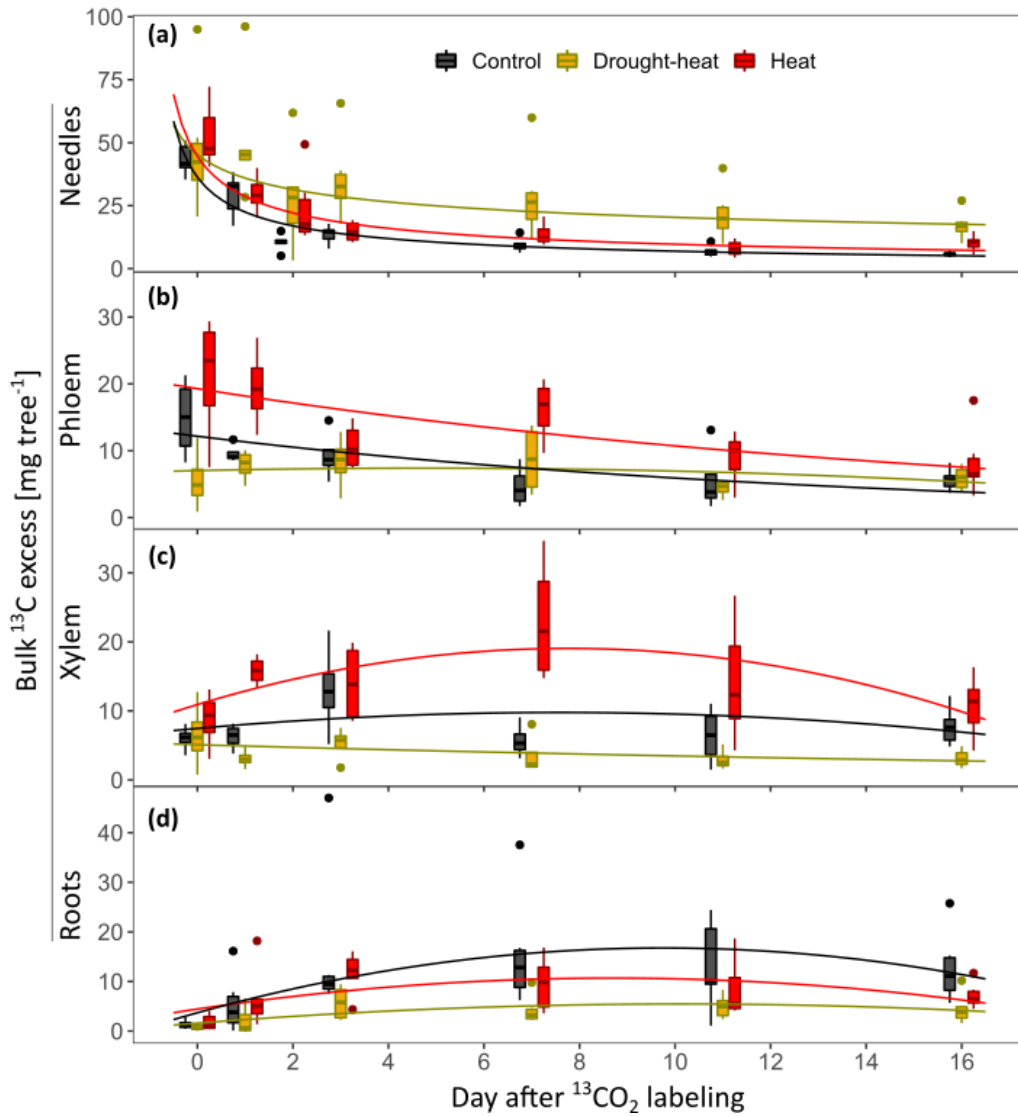 (a)
Control Drought-heat Heat
100
75
50
25
0
Needles
(b)
30
20
10
0
Phloem
Bulk ¹³C excess [mg tree⁻¹]
(c)
30
20
10
0
Xylem
(d)
40
30
20
10
0
Roots
0 2 4 6 8 10 12 14 16
Day after ¹³CO₂ labeling